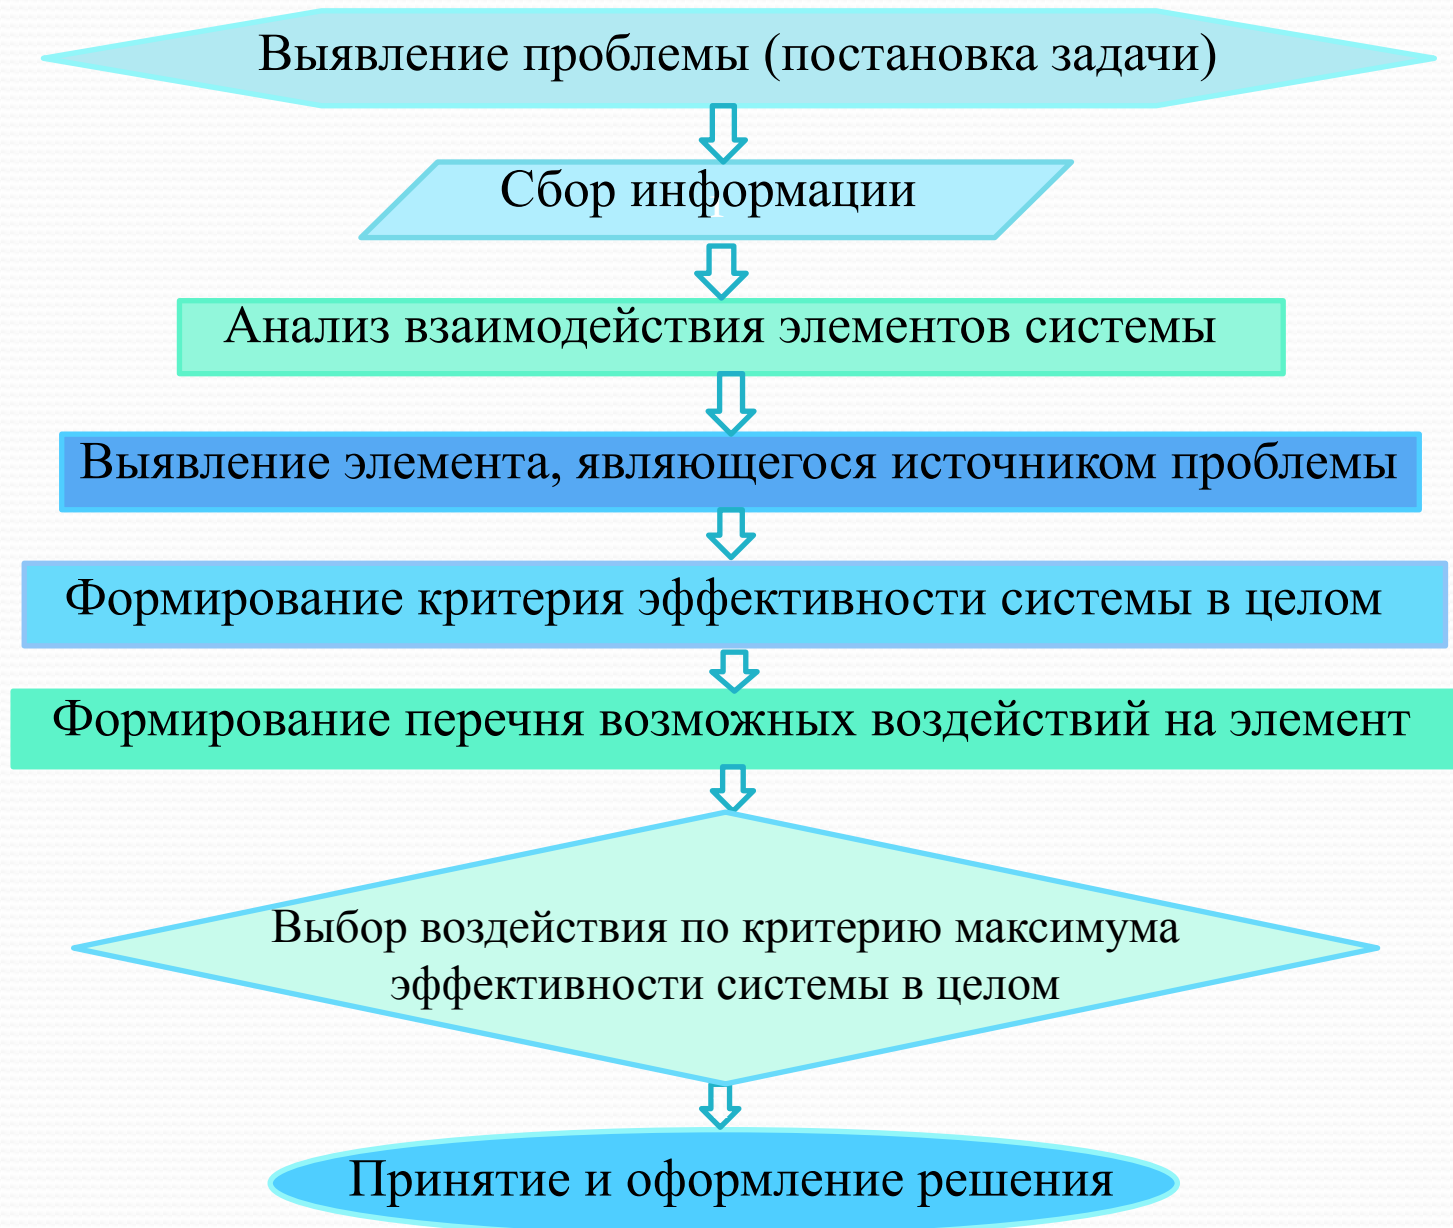 Выявление проблемы (постановка задачи)
Сбор информации
Анализ взаимодействия элементов системы
Выявление элемента, являющегося источником проблемы
Формирование критерия эффективности системы в целом
Формирование перечня возможных воздействий на элемент
Выбор воздействия по критерию максимума
эффективности системы в целом
Принятие и оформление решения